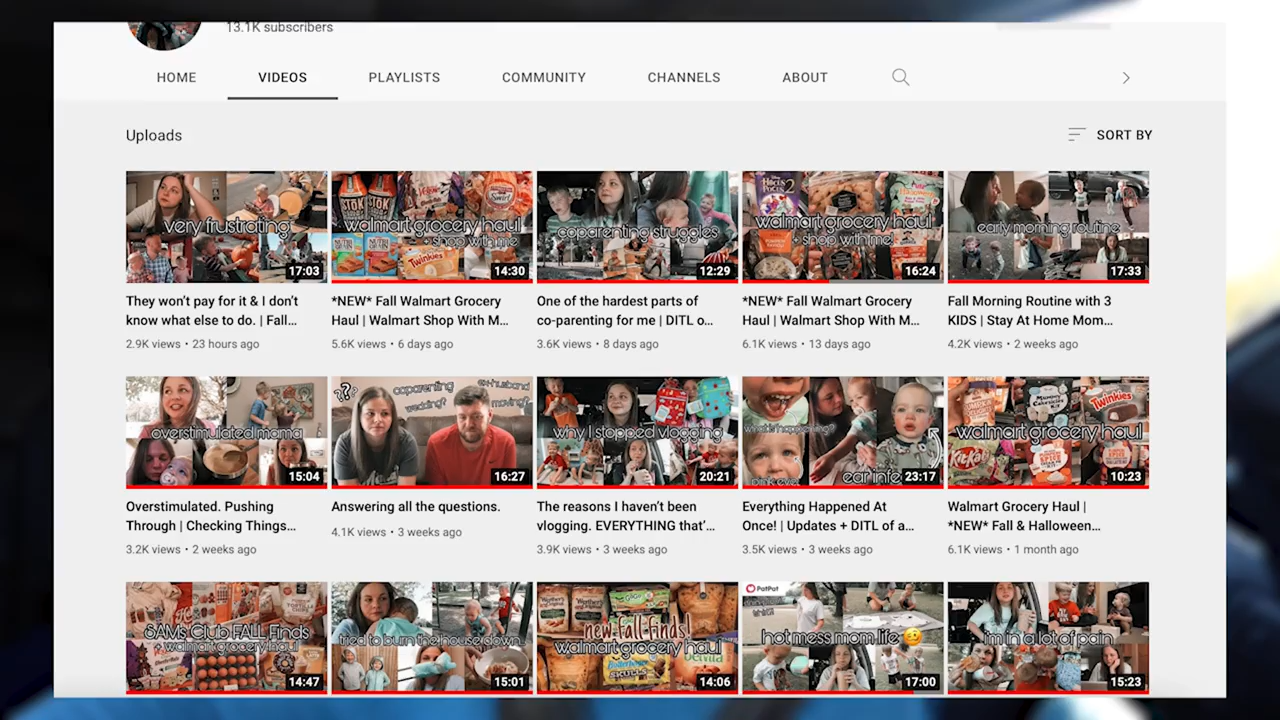 13.1K subscribers
HOME VIDEOS PLAYLISTS COMMUNITY CHANNELS ABOUT
Uploads
SORT BY
very frustrating
17:03
walmart grocery haul
+ shop with me
14:30
coparenting struggles
12:29
walmart grocery haul
+ shop with me!
16:24
early morning routine
17:33
They won't pay for it & I don't
know what else to do. | Fall...
2.9K views • 23 hours ago
*NEW* Fall Walmart Grocery
Haul | Walmart Shop With M...
5.6K views • 6 days ago
One of the hardest parts of
co-parenting for me | DITL o...
3.6K views • 8 days ago
*NEW* Fall Walmart Grocery
Haul | Walmart Shop With M...
6.1K views • 13 days ago
Fall Morning Routine with 3
KIDS | Stay At Home Mom...
4.2K views • 2 weeks ago
overstimulated mama
15:04
???
coparenting
wedding?
ex-husband
moving?
16:27
why I stopped vlogging
20:21
what is happening?
pink eye
ear infe
23:17
walmart grocery haul
10:23
Overstimulated. Pushing
Through | Checking Things...
3.2K views • 2 weeks ago
Answering all the questions.
4.1K views • 3 weeks ago
The reasons I haven't been
vlogging. EVERYTHING that'...
3.9K views • 3 weeks ago
Everything Happened At
Once! | Updates + DITL of a...
3.5K views • 3 weeks ago
Walmart Grocery Haul |
*NEW* Fall & Halloween...
6.1K views • 1 month ago
SAMs Club FALL Finds
+ walmart grocery haul
14:47
tried to burn the house down
15:01
new fall finds!
walmart grocery haul
14:06
PatPat
hot mess mom life
17:00
i'm in a lot of pain
15:23